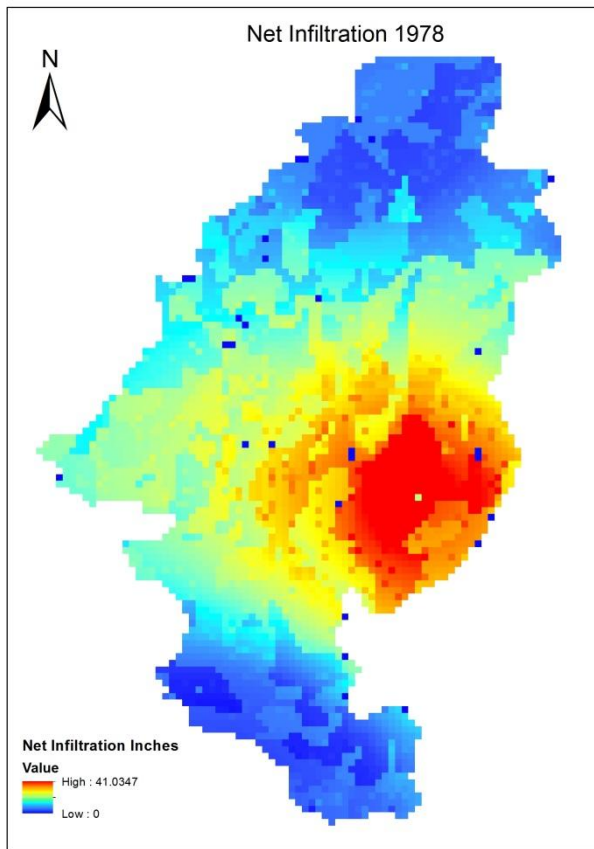 Net Infiltration 1978
N
Net Infiltration Inches
Value
High : 41.0347
Low : 0